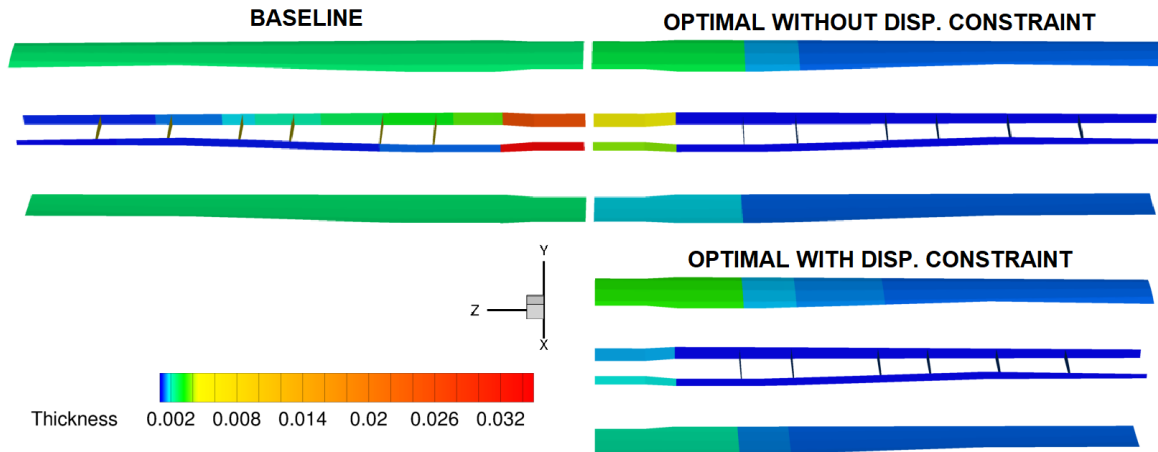 BASELINE
OPTIMAL WITHOUT DISP. CONSTRAINT
OPTIMAL WITH DISP. CONSTRAINT
Y
Z
X
Thickness 0.002 0.008 0.014 0.02 0.026 0.032